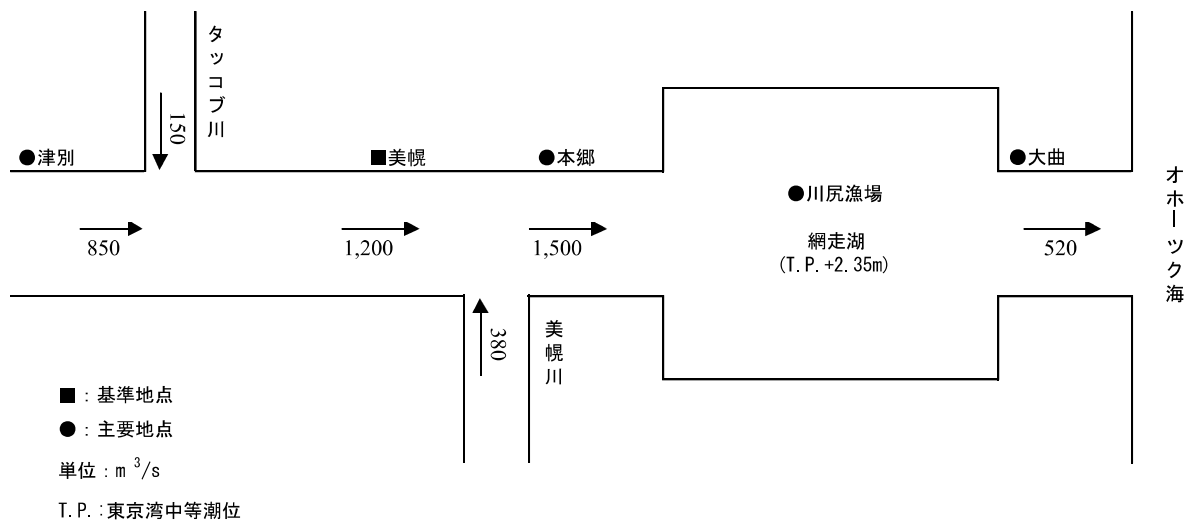 タッコブ川
150
●津別
■美幌
●本郷
●大曲
●川尻漁場
850
1,200
1,500
網走湖
(T.P.+2.35m)
520
オホーツク海
380
美幌川
■：基準地点
●：主要地点
単位：m³/s
T.P.：東京湾中等潮位